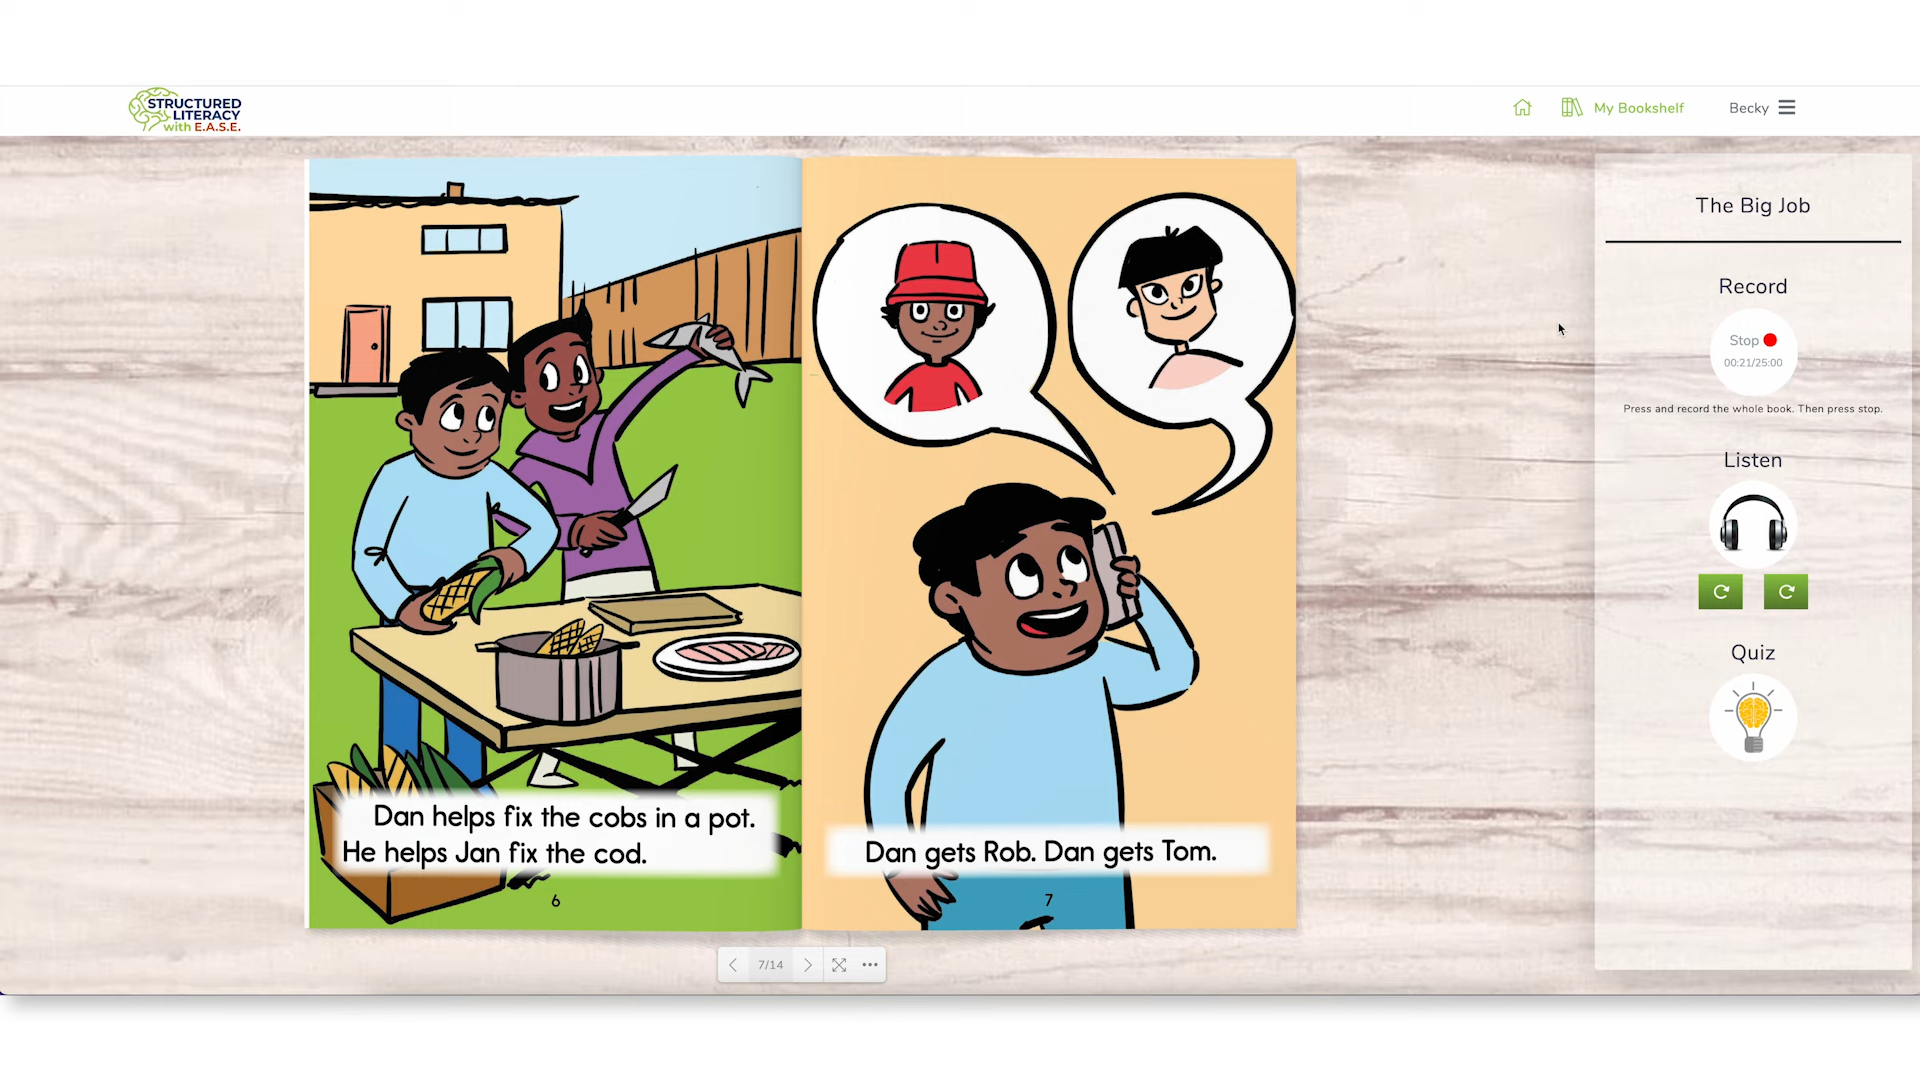 STRUCTURED
LITERACY
with E.A.S.E.
My Bookshelf
Becky
The Big Job
Record
Stop
00:21/25:00
Press and record the whole book. Then press stop.
Listen
Quiz
Dan helps fix the cobs in a pot.
He helps Jan fix the cod.
6
Dan gets Rob. Dan gets Tom.
7
7/14